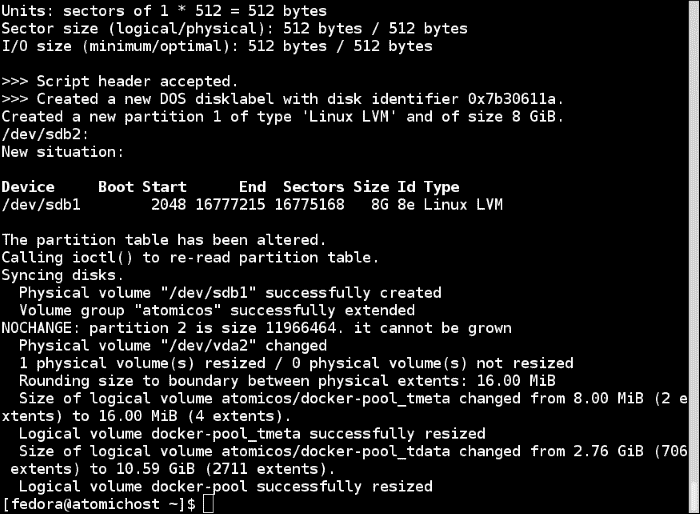 Units: sectors of 1 * 512 = 512 bytes
Sector size (logical/physical): 512 bytes / 512 bytes
I/O size (minimum/optimal): 512 bytes / 512 bytes
>>> Script header accepted.
>>> Created a new DOS disklabel with disk identifier 0x7b30611a.
Created a new partition 1 of type 'Linux LVM' and of size 8 GiB.
/dev/sdb2:
New situation:
Device     Boot Start      End  Sectors Size Id Type
/dev/sdb1        2048 16777215 16775168   8G 8e Linux LVM
The partition table has been altered.
Calling ioctl() to re-read partition table.
Syncing disks.
  Physical volume "/dev/sdb1" successfully created
  Volume group "atomicos" successfully extended
NOCHANGE: partition 2 is size 11966464. it cannot be grown
  Physical volume "/dev/vda2" changed
  1 physical volume(s) resized / 0 physical volume(s) not resized
  Rounding size to boundary between physical extents: 16.00 MiB
  Size of logical volume atomicos/docker-pool_tmeta changed from 8.00 MiB (2 e
xtents) to 16.00 MiB (4 extents).
  Logical volume docker-pool_tmeta successfully resized
  Size of logical volume atomicos/docker-pool_tdata changed from 2.76 GiB (706
 extents) to 10.59 GiB (2711 extents).
  Logical volume docker-pool successfully resized
[fedora@atomichost ~]$